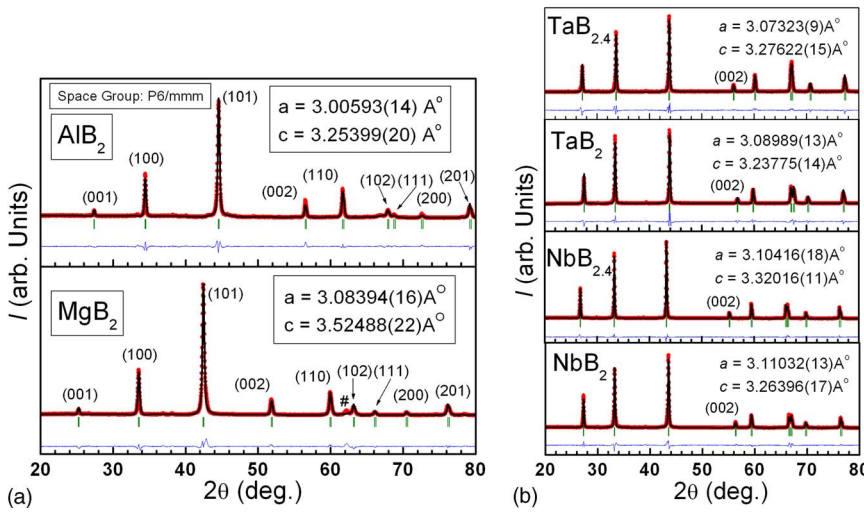 Space Group: P6/mmm
AlB2
a = 3.00593(14) A°
c = 3.25399(20) A°
(001)
(100)
(101)
(002)
(110)
(102)
(111)
(200)
(201)
MgB2
a = 3.08394(16)A°
c = 3.52488(22)A°
(001)
(100)
(101)
(002)
(110)
#
(102)
(111)
(200)
(201)
I (arb. Units)
20 30 40 50 60 70 80
2θ (deg.)
(a)
TaB2.4
a = 3.07323(9)A°
c = 3.27622(15)A°
(002)
TaB2
a = 3.08989(13)A°
c = 3.23775(14)A°
(002)
NbB2.4
a = 3.10416(18)A°
c = 3.32016(11)A°
(002)
NbB2
a = 3.11032(13)A°
c = 3.26396(17)A°
(002)
I (arb. Units)
20 30 40 50 60 70 80
2θ (deg.)
(b)